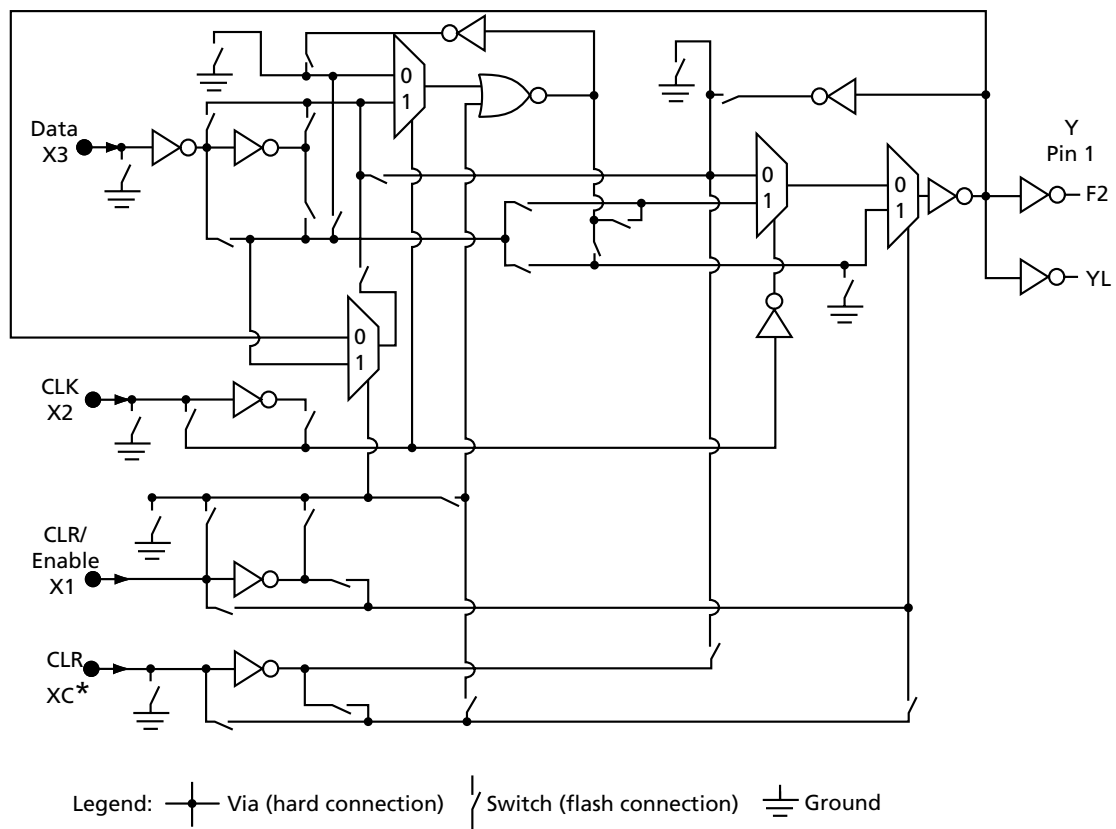 0
1
Data
X3
0
1
0
1
Y
Pin 1
F2
YL
0
1
CLK
X2
CLR/
Enable
X1
CLR
XC*
Legend: Via (hard connection) Switch (flash connection) Ground